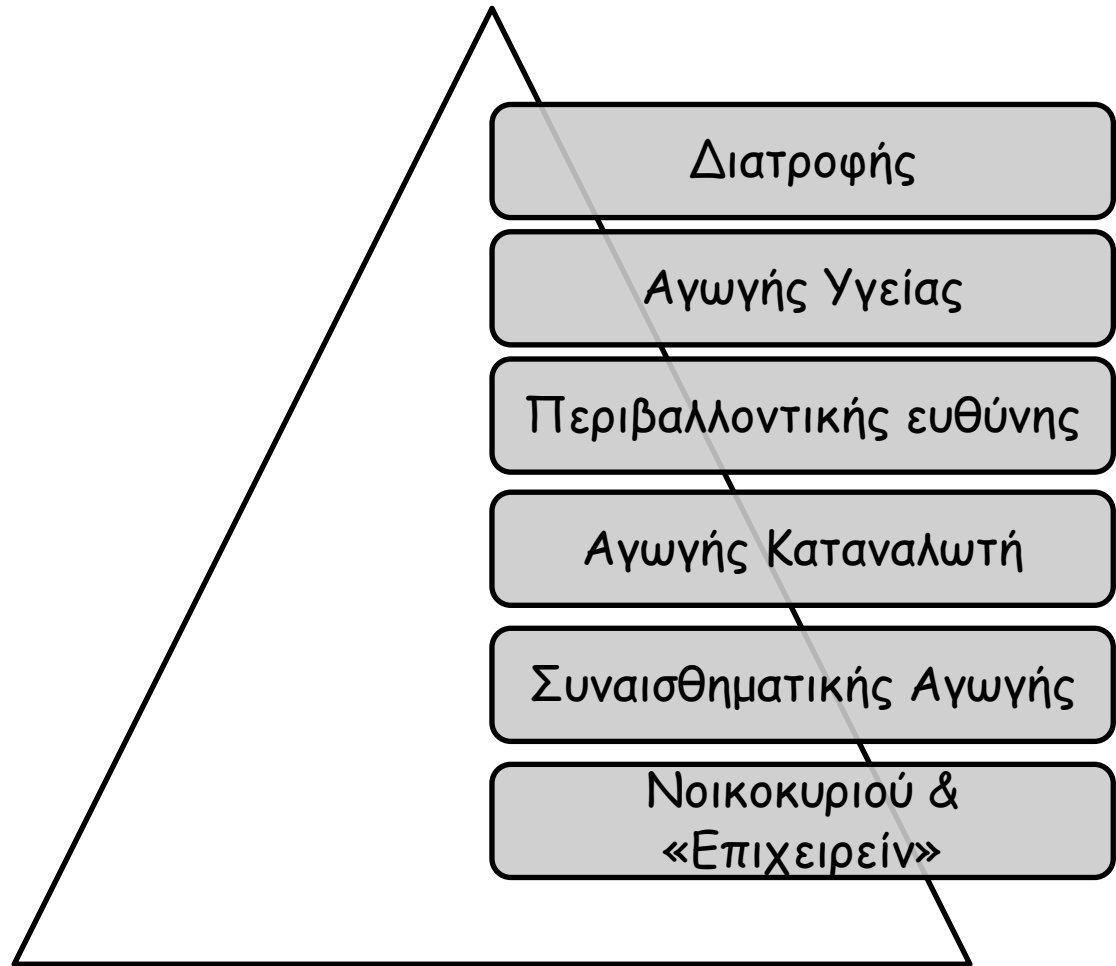 Διατροφής
Αγωγής Υγείας
Περιβαλλοντικής ευθύνης
Αγωγής Καταναλωτή
Συναισθηματικής Αγωγής
Νοικοκυριού &
«Επιχειρείν»